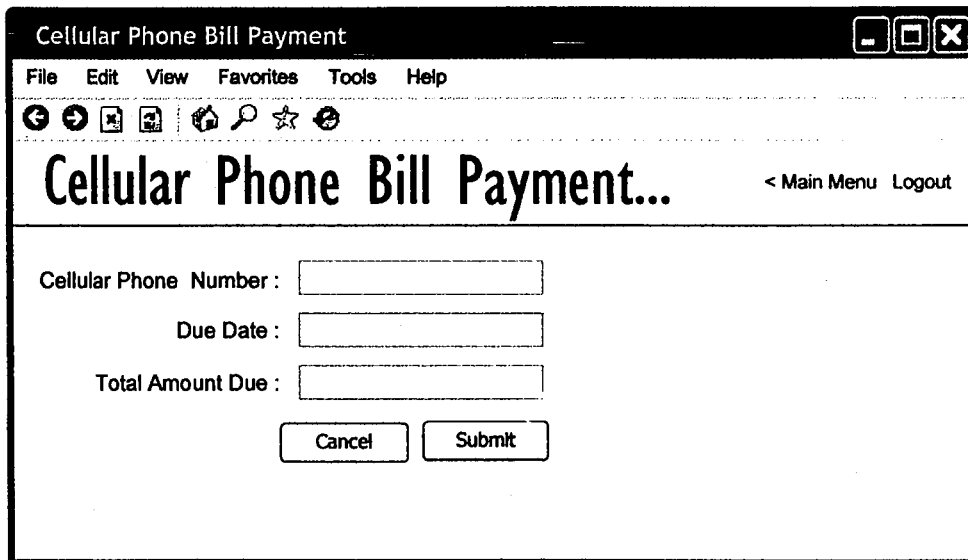 Cellular Phone Bill Payment
File Edit View Favorites Tools Help
Cellular Phone Bill Payment...
< Main Menu Logout
Cellular Phone Number :
Due Date :
Total Amount Due :
Cancel Submit